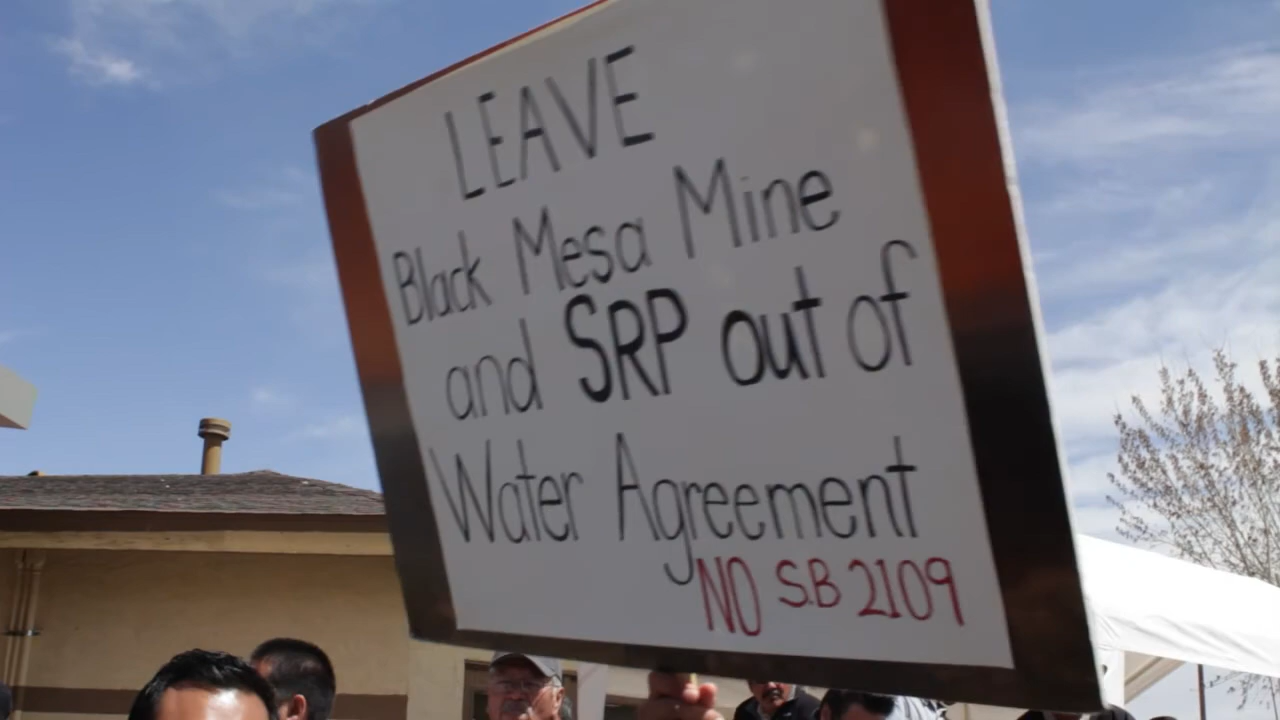 LEAVE
Black Mesa Mine
and SRP out of
Water Agreement
NO S.B 2109